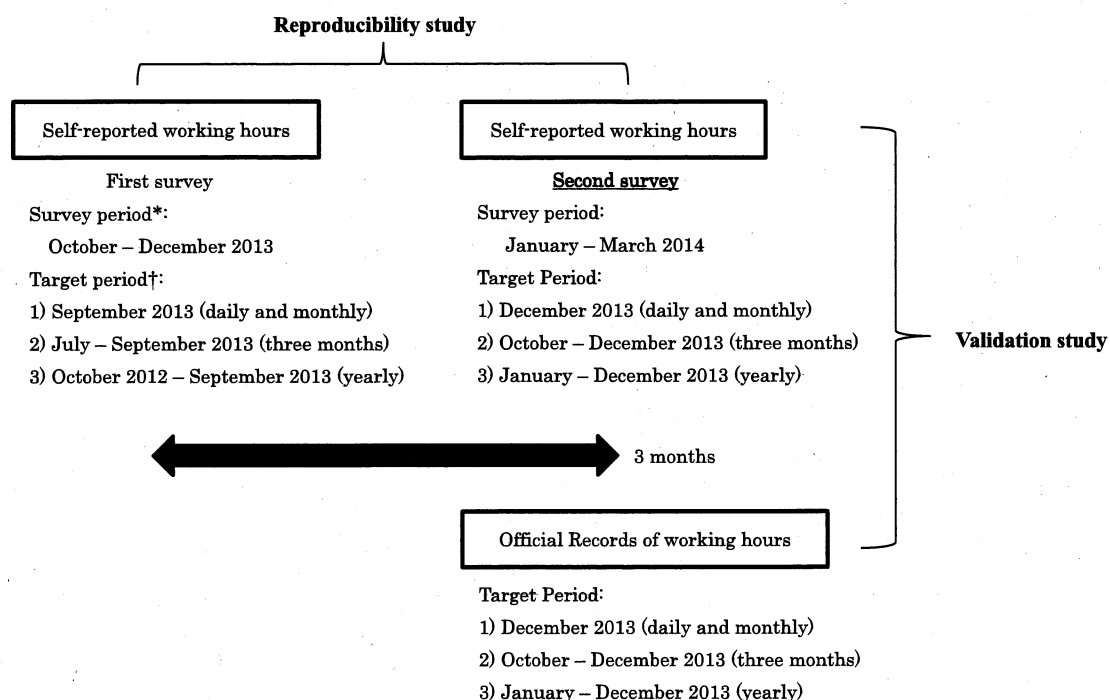 Reproducibility study
Self-reported working hours
First survey
Survey period*:
October – December 2013
Target period†:
1) September 2013 (daily and monthly)
2) July – September 2013 (three months)
3) October 2012 – September 2013 (yearly)
Self-reported working hours
Second survey
Survey period:
January – March 2014
Target Period:
1) December 2013 (daily and monthly)
2) October – December 2013 (three months)
3) January – December 2013 (yearly)
Validation study
3 months
Official Records of working hours
Target Period:
1) December 2013 (daily and monthly)
2) October – December 2013 (three months)
3) January – December 2013 (yearly)